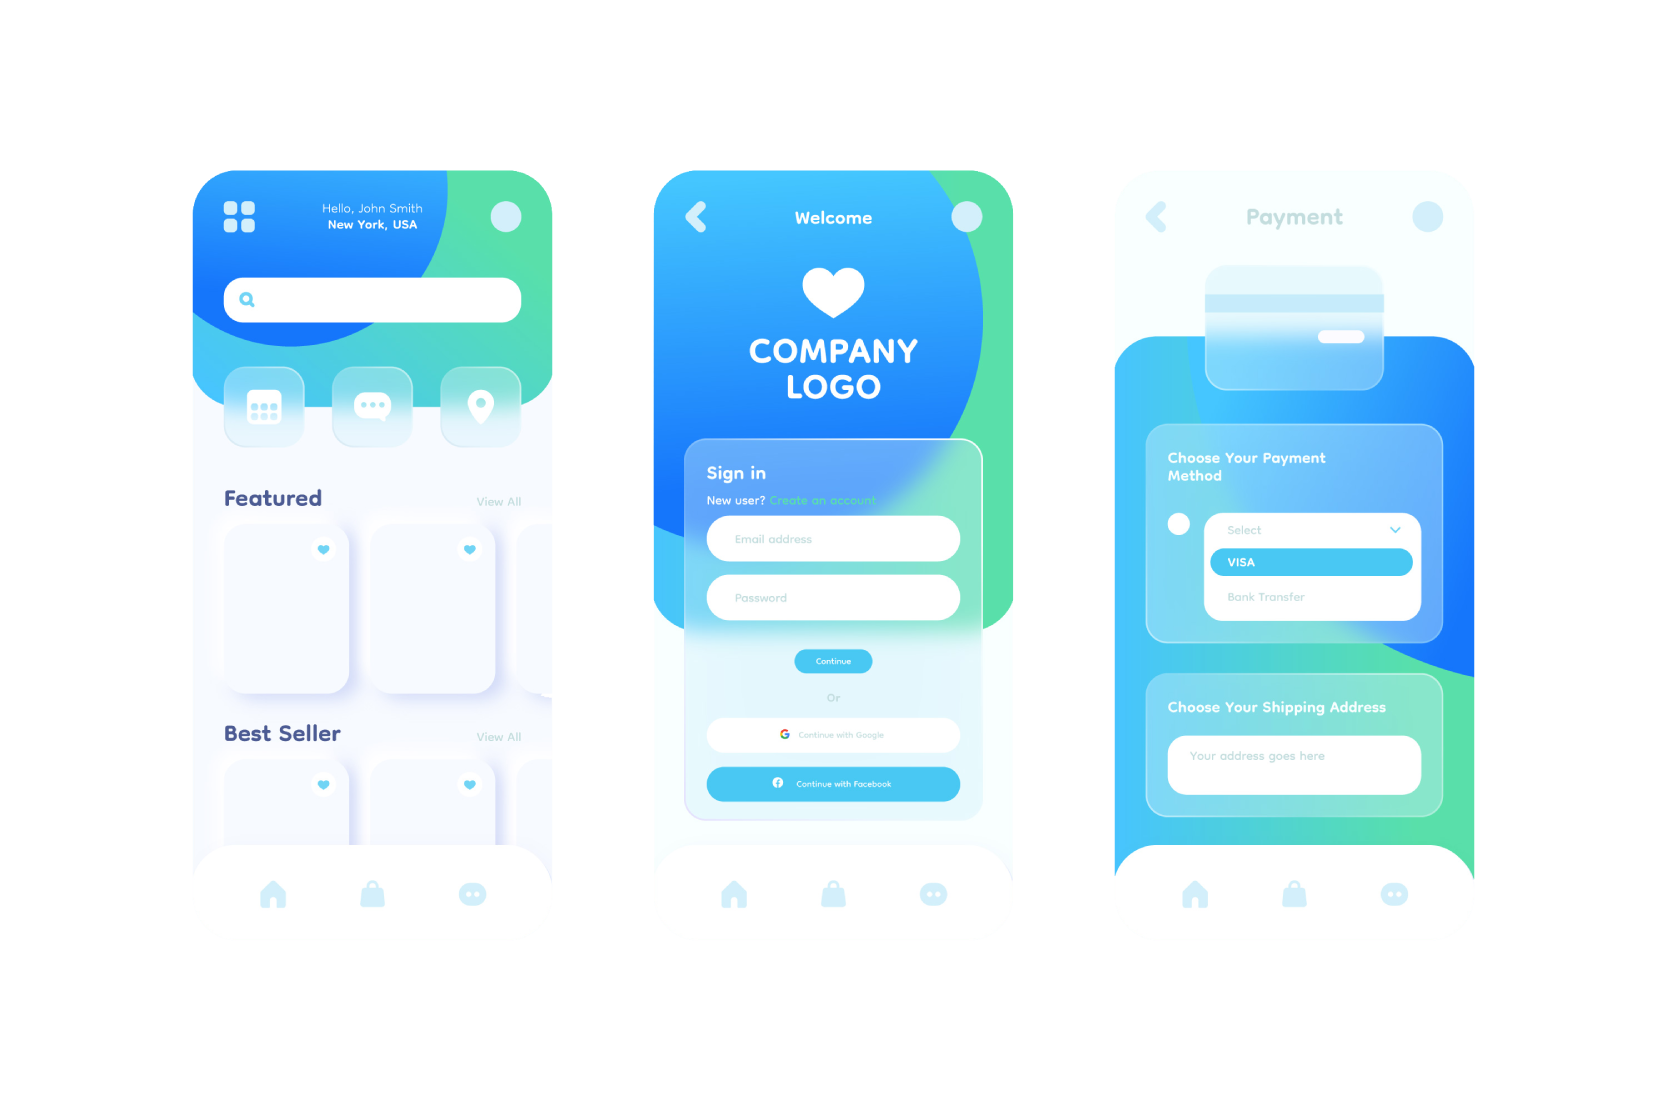 Hello, John Smith
New York, USA
Featured
View All
Best Seller
View All
Welcome
COMPANY
LOGO
Sign in
New user? Create an account
Email address
Password
Continue
Or
Continue with Google
Continue with Facebook
Payment
Choose Your Payment
Method
Select
VISA
Bank Transfer
Choose Your Shipping Address
Your address goes here